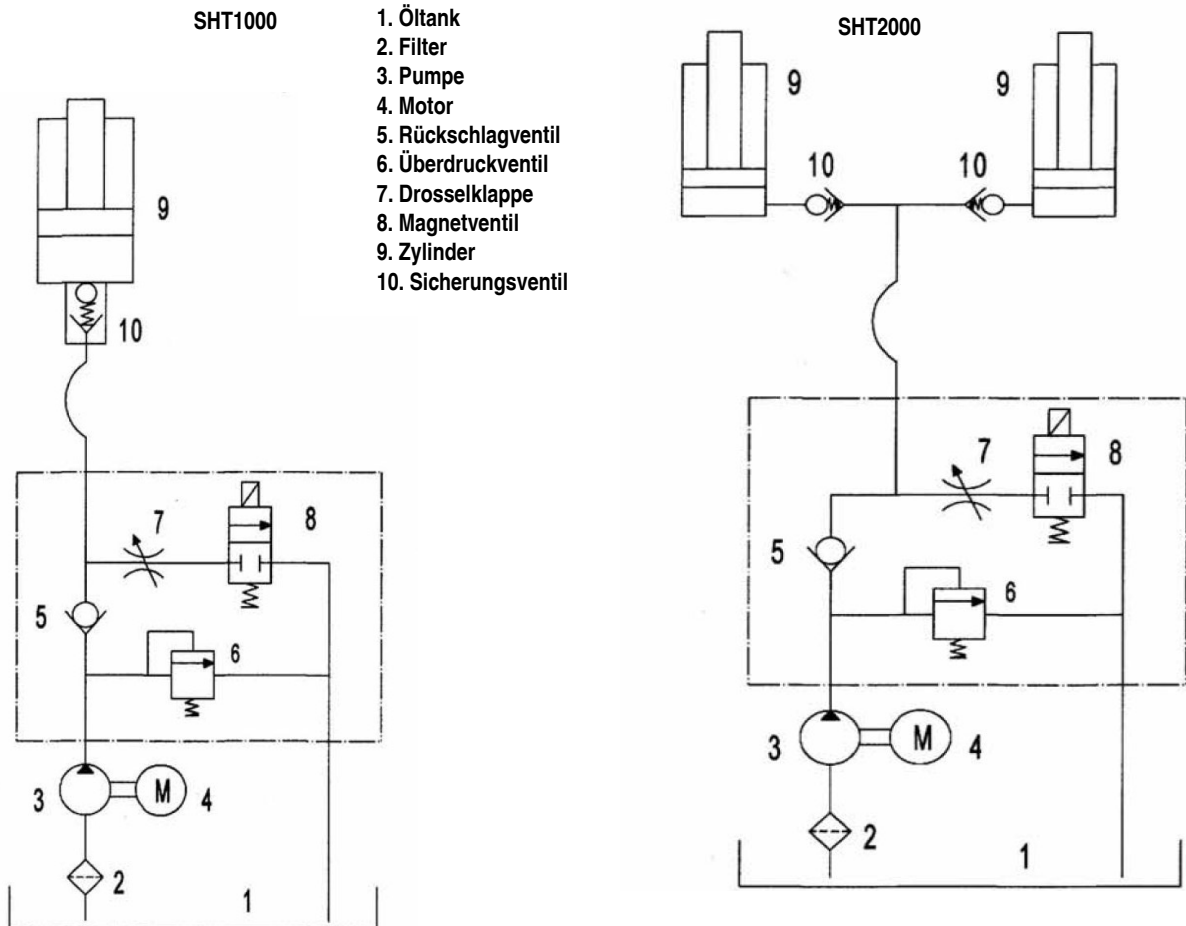 SHT1000
1. Öltank
2. Filter
3. Pumpe
4. Motor
5. Rückschlagventil
6. Überdruckventil
7. Drosselklappe
8. Magnetventil
9. Zylinder
10. Sicherungsventil
9
10
7
8
5
6
3
M
4
2
1
SHT2000
9
9
10
10
7
8
5
6
3
M
4
2
1